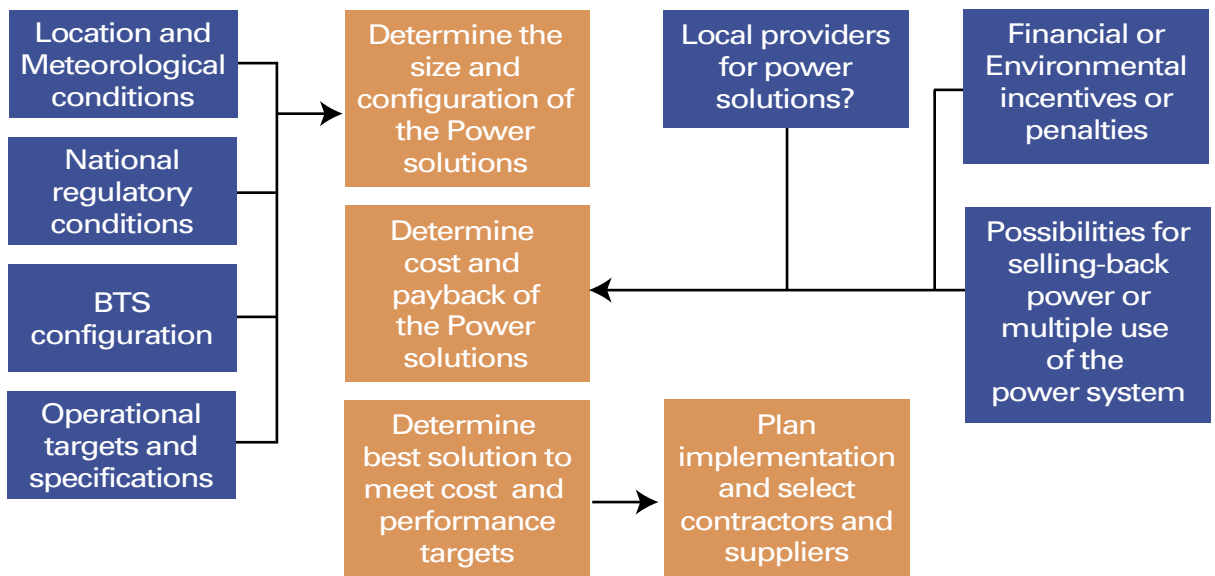 Location and
Meteorological
conditions
National
regulatory
conditions
BTS
configuration
Operational
targets and
specifications
Determine the
size and
configuration of
the Power
solutions
Determine
cost and
payback of
the Power
solutions
Determine
best solution to
meet cost and
performance
targets
Local providers
for power
solutions?
Financial or
Environmental
incentives or
penalties
Possibilities for
selling-back
power or
multiple use
of the
power system
Plan
implementation
and select
contractors and
suppliers